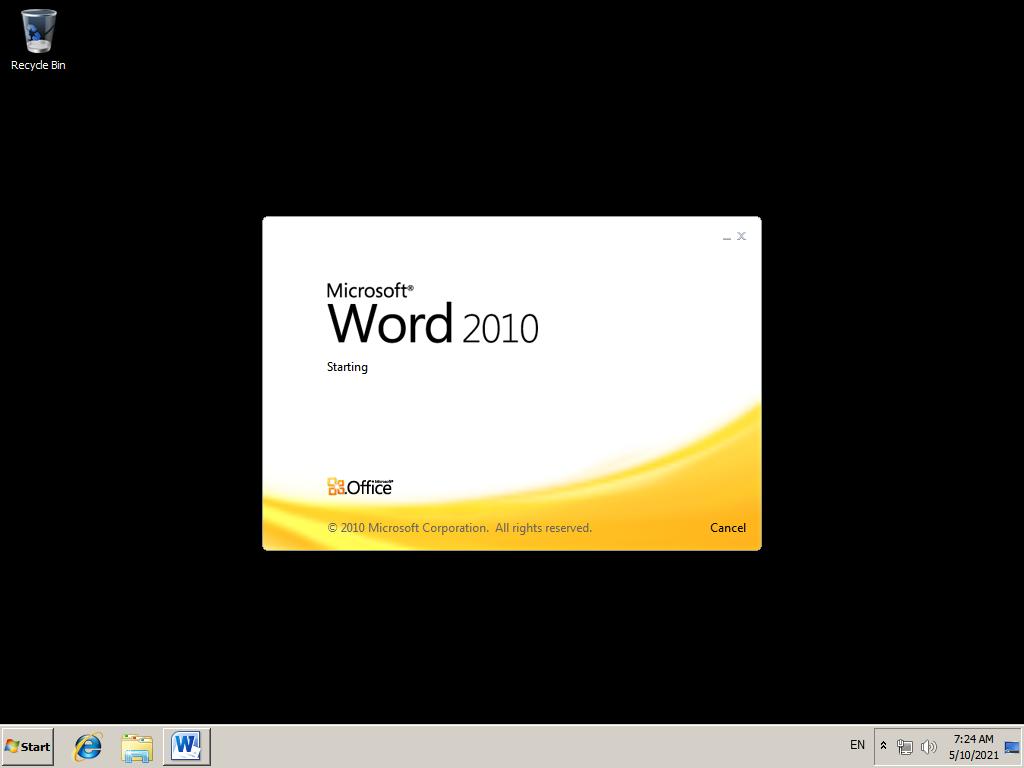 Recycle Bin
Microsoft®
Word 2010
Starting
Microsoft®
Office
© 2010 Microsoft Corporation. All rights reserved.
Cancel
Start
W
EN
7:24 AM
5/10/2021